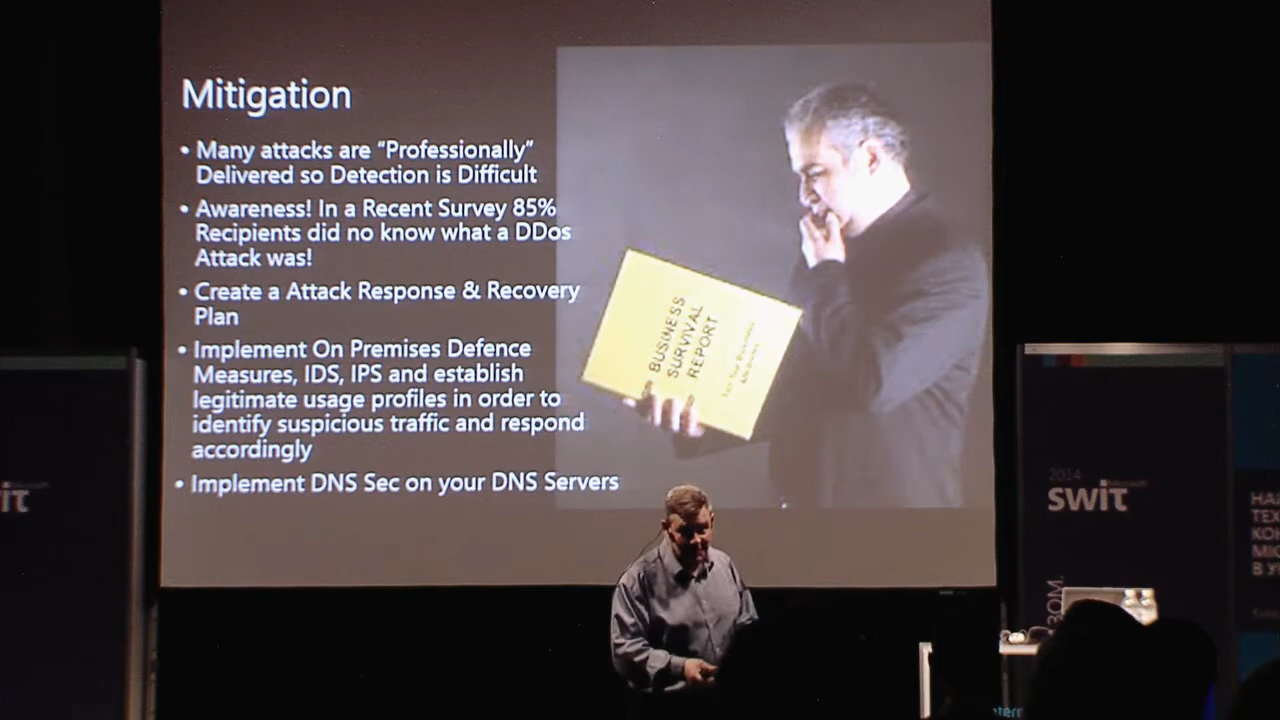 Mitigation
• Many attacks are “Professionally”
Delivered so Detection is Difficult
• Awareness! In a Recent Survey 85%
Recipients did no know what a DDos
Attack was!
• Create a Attack Response & Recovery
Plan
• Implement On Premises Defence
Measures, IDS, IPS and establish
legitimate usage profiles in order to
identify suspicious traffic and respond
accordingly
• Implement DNS Sec on your DNS Servers
BUSINESS
SURVIVAL
REPORT
2014
Microsoft
swit